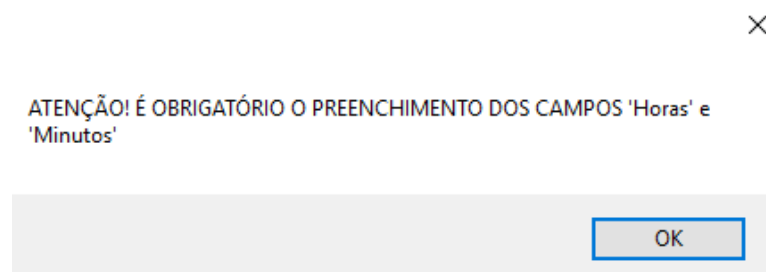 ATENÇÃO! É OBRIGATÓRIO O PREENCHIMENTO DOS CAMPOS 'Horas' e
'Minutos'
OK